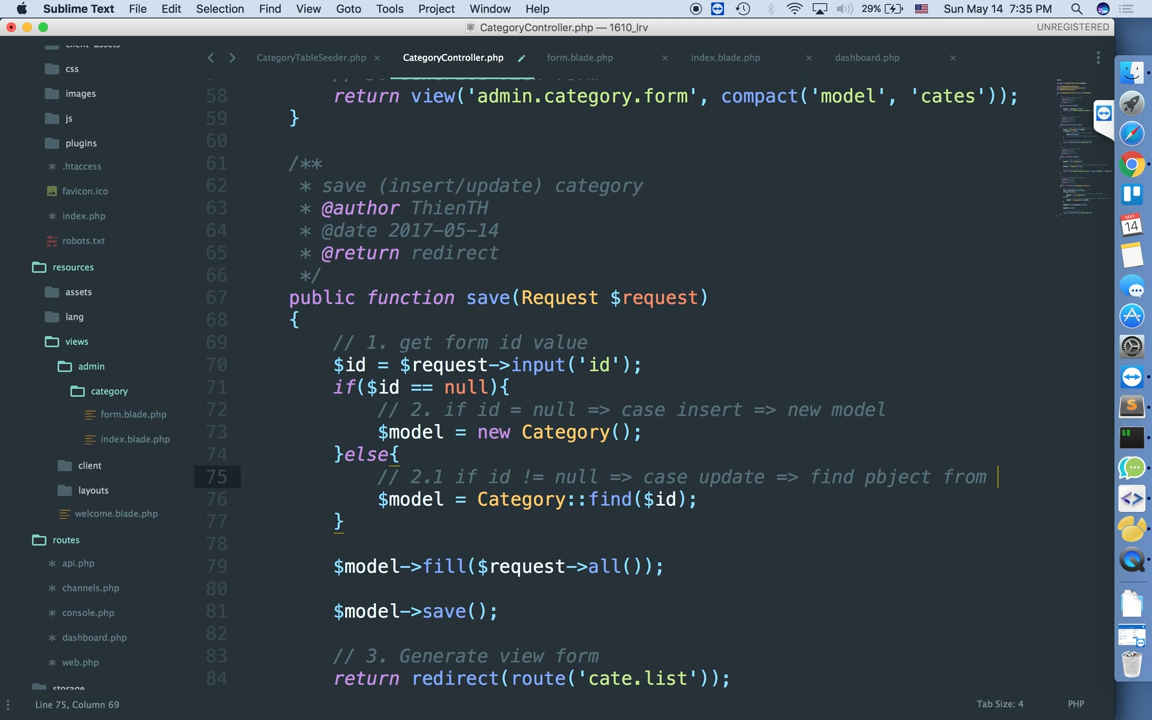 Sublime Text File Edit Selection Find View Goto Tools Project Window Help 29% Sun May 14 7:35 PM
CategoryController.php — 1610_lrv UNREGISTERED
CategoryTableSeeder.php CategoryController.php form.blade.php index.blade.php dashboard.php
client-assets
css
images
js
plugins
.htaccess
favicon.ico
index.php
robots.txt
resources
assets
lang
views
admin
category
form.blade.php
index.blade.php
client
layouts
welcome.blade.php
routes
api.php
channels.php
console.php
dashboard.php
web.php
storage
58 return view('admin.category.form', compact('model', 'cates'));
59 }
60
61 /**
62 * save (insert/update) category
63 * @author ThienTH
64 * @date 2017-05-14
65 * @return redirect
66 */
67 public function save(Request $request)
68 {
69 // 1. get form id value
70 $id = $request->input('id');
71 if($id == null){
72 // 2. if id = null => case insert => new model
73 $model = new Category();
74 }else{
75 // 2.1 if id != null => case update => find pbject from
76 $model = Category::find($id);
77 }
78
79 $model->fill($request->all());
80
81 $model->save();
82
83 // 3. Generate view form
84 return redirect(route('cate.list'));
Line 75, Column 69 Tab Size: 4 PHP